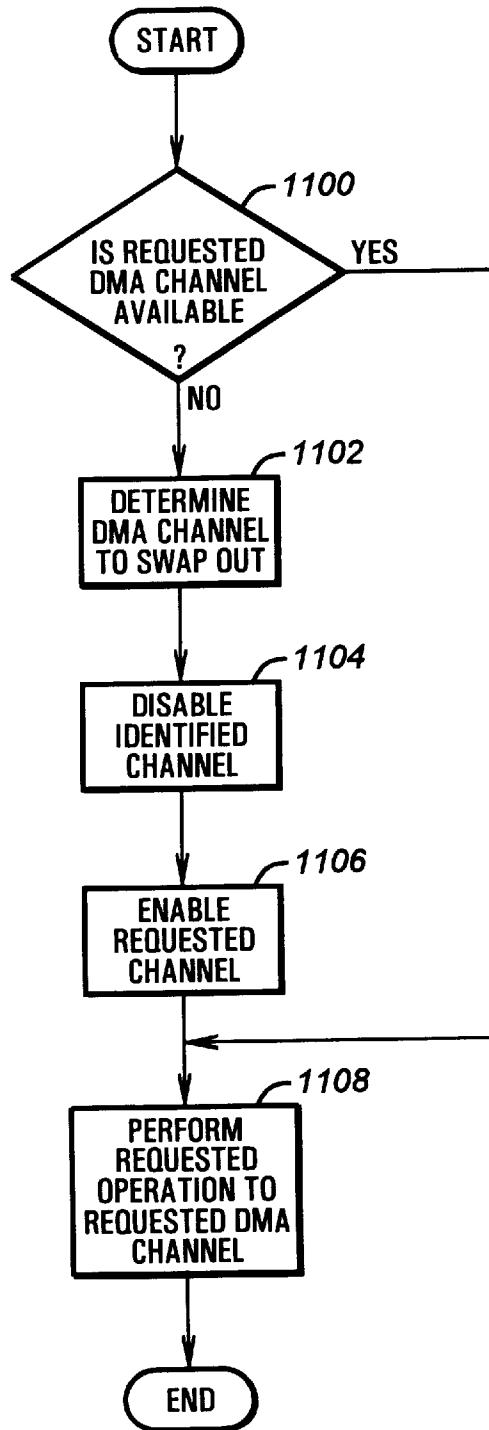 START
1100
IS REQUESTED
DMA CHANNEL
AVAILABLE
?
YES
NO
1102
DETERMINE
DMA CHANNEL
TO SWAP OUT
1104
DISABLE
IDENTIFIED
CHANNEL
1106
ENABLE
REQUESTED
CHANNEL
1108
PERFORM
REQUESTED
OPERATION TO
REQUESTED DMA
CHANNEL
END